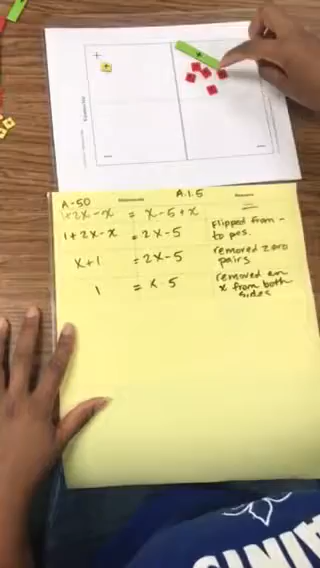 A-50
A.1.5
1+2x-x = x-5+x
1+2x-x = 2x-5
flipped from -
to pos.
x+1 = 2x-5
removed zero
pairs
1 = x-5
removed an
x from both
sides